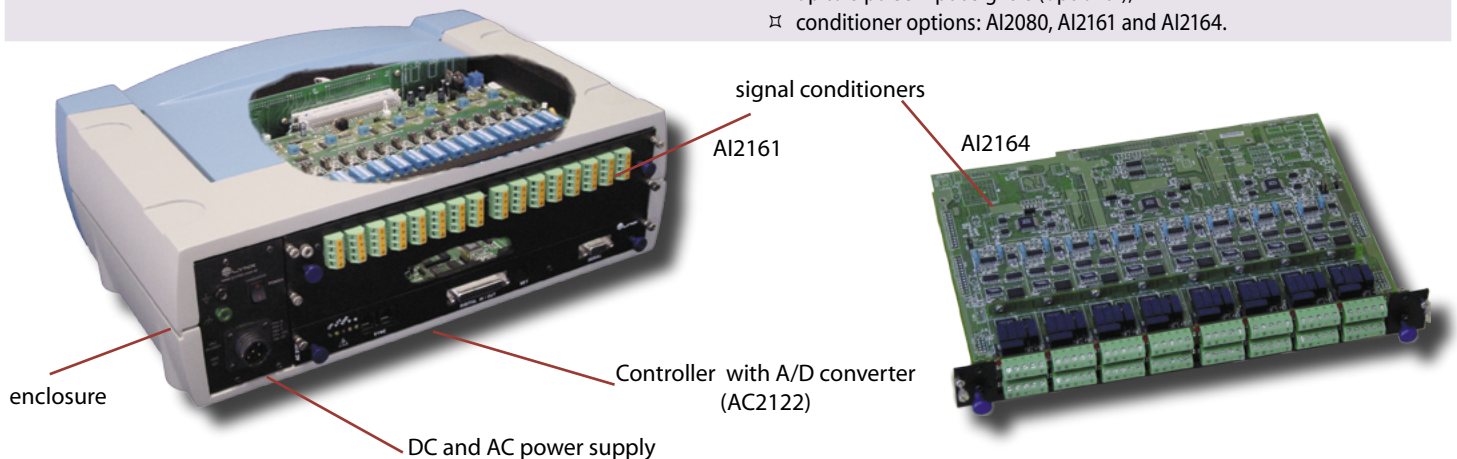 ¤ conditioner options: AI2080, AI2161 and AI2164.
signal conditioners
AI2161
AI2164
LYNX
enclosure
Controller with A/D converter
(AC2122)
DC and AC power supply